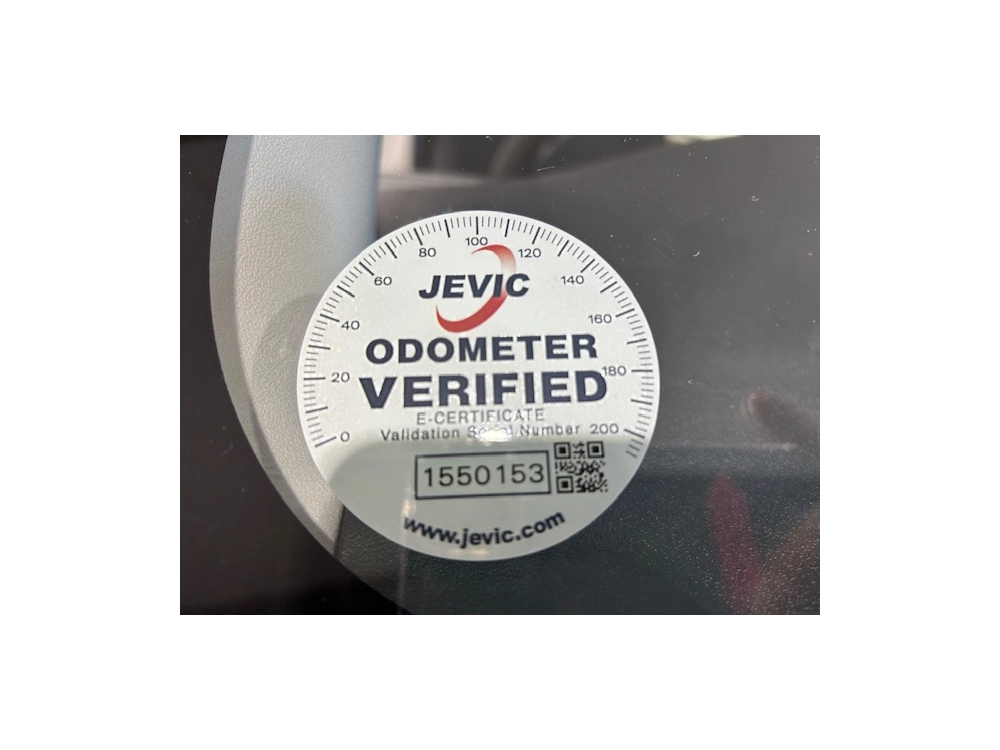 100
80 120
60 140
JEVIC
40 160
ODOMETER
20 VERIFIED 180
E-CERTIFICATE
0 Validation Serial Number 200
1550153
www.jevic.com